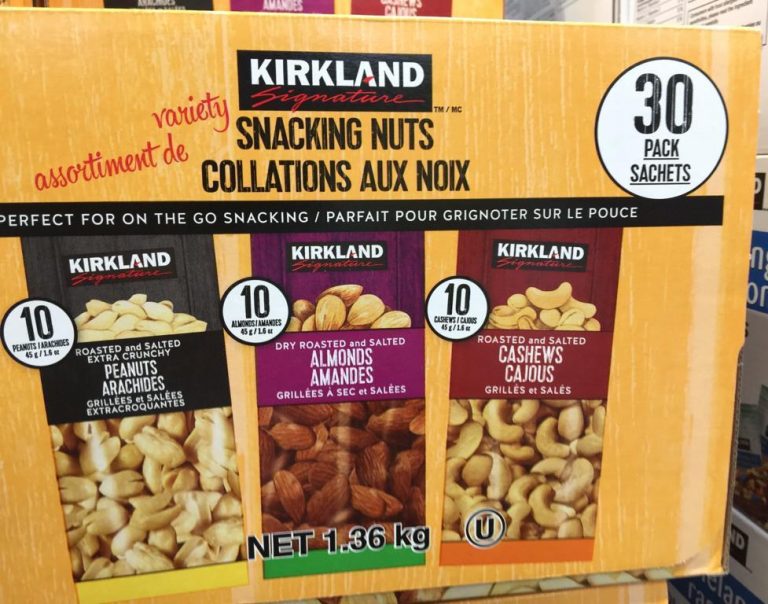 KIRKLAND
Signature
TM / MC
variety
assortiment de
SNACKING NUTS
COLLATIONS AUX NOIX
30
PACK
SACHETS
PERFECT FOR ON THE GO SNACKING / PARFAIT POUR GRIGNOTER SUR LE POUCE
KIRKLAND
Signature
10
PEANUTS / ARACHIDES
45 g / 1.6 oz
ROASTED and SALTED
EXTRA CRUNCHY
PEANUTS
ARACHIDES
GRILLÉES et SALÉES
EXTRACROQUANTES
KIRKLAND
Signature
10
ALMONDS / AMANDES
45 g / 1.6 oz
DRY ROASTED and SALTED
ALMONDS
AMANDES
GRILLÉES À SEC et SALÉES
KIRKLAND
Signature
10
CASHEWS / CAJOUS
45 g / 1.6 oz
ROASTED and SALTED
CASHEWS
CAJOUS
GRILLÉS et SALÉS
NET 1.36 kg
U